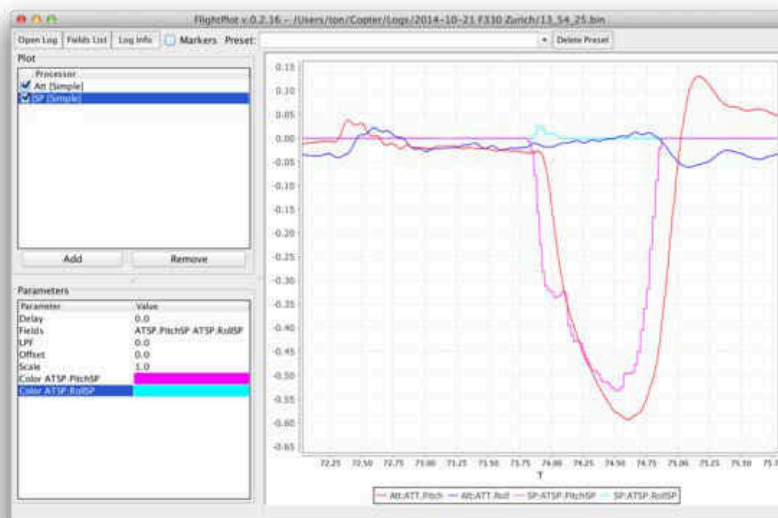 FlightPlot v.0.2.16 - /Users/ton/Copter/Logs/2014-10-21 F330 Zurich/13_54_25.bin
Open Log Fields List Log Info Markers Preset: Delete Preset
Plot
Processor
Att [Simple]
SP [Simple]
Add Remove
Parameters
Parameter Value
Delay 0.0
Fields ATSP.PitchSP ATSP.RollSP
LPF 0.0
Offset 0.0
Scale 1.0
Color ATSP.PitchSP
Color ATSP.RollSP
0.15
0.10
0.05
0.00
-0.05
-0.10
-0.15
-0.20
-0.25
-0.30
-0.35
-0.40
-0.45
-0.50
-0.55
-0.60
-0.65
72.25 72.50 72.75 73.00 73.25 73.50 73.75 74.00 74.25 74.50 74.75 75.00 75.25 75.50
T
Att:ATT.Pitch Att:ATT.Roll SP:ATSP.PitchSP SP:ATSP.RollSP